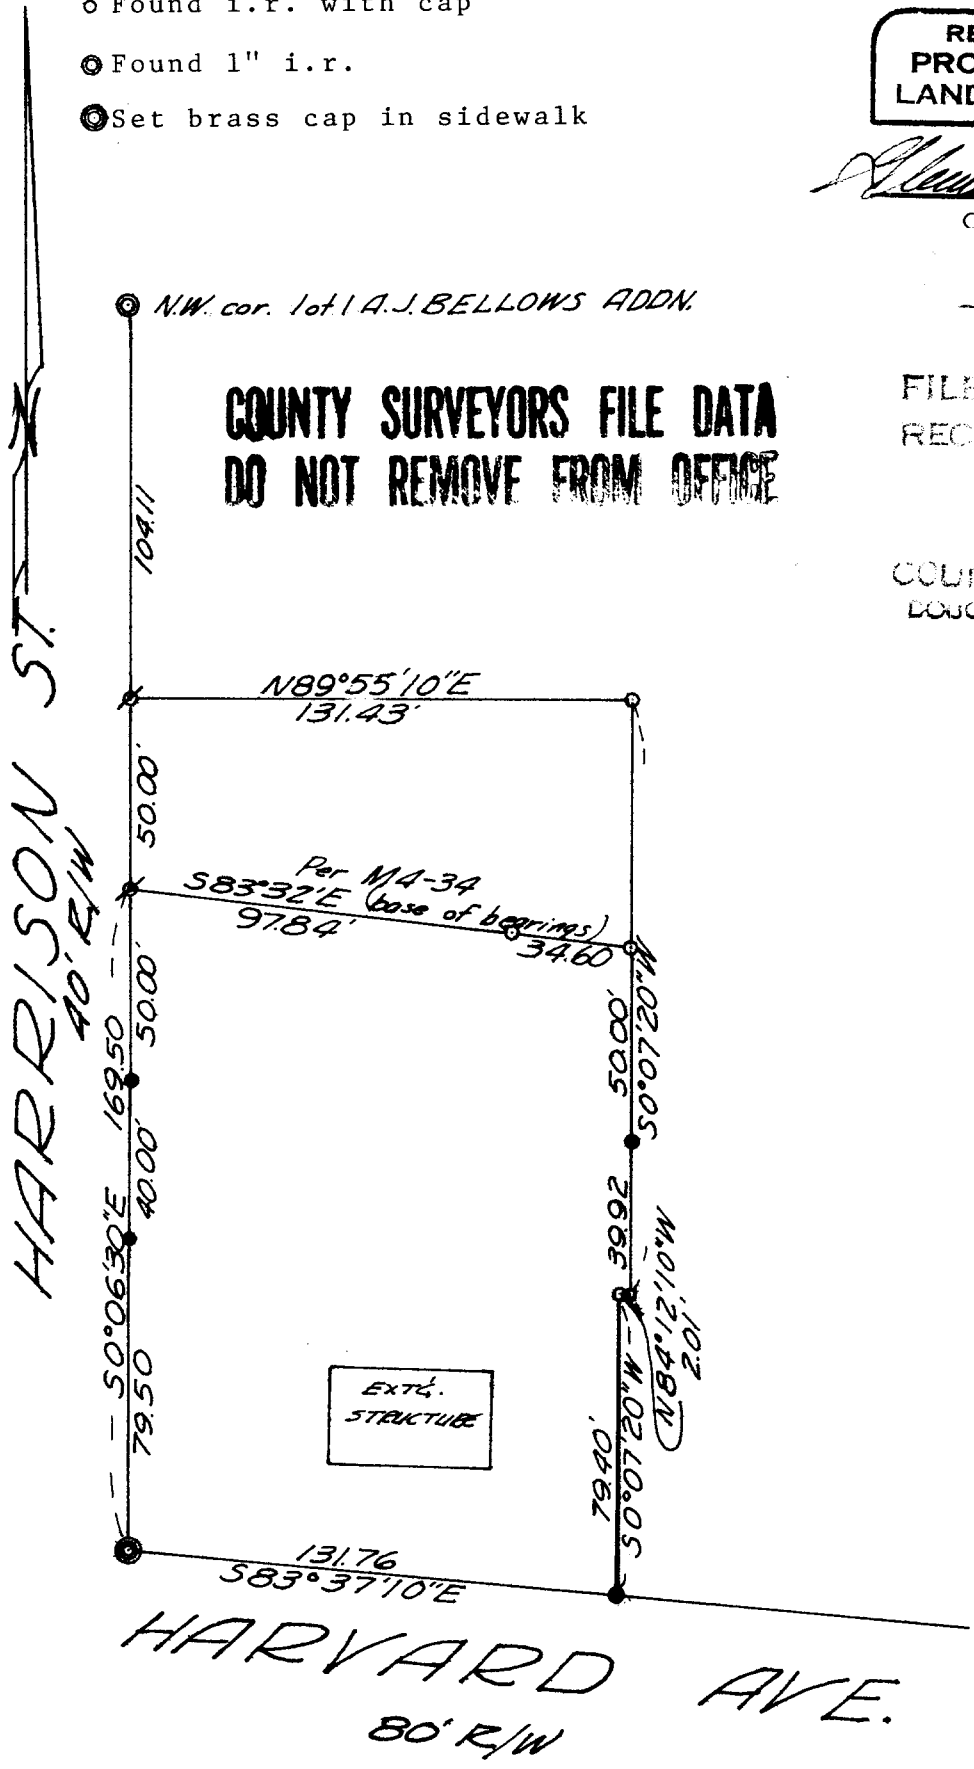 Found i.r. with cap
Found 1" i.r.
Set brass cap in sidewalk
N.W. cor. lot 1 A.J. BELLOWS ADDN.
COUNTY SURVEYORS FILE DATA
DO NOT REMOVE FROM OFFICE
104.11
HARRISON ST.
40' R/W
N89°55'10"E
131.43'
50.00'
Per M4-34
S83°32'E (base of bearings)
97.84'
34.60
50.00'
169.50
S0°06'30"E
40.00'
79.50
50.00'
S0°07'20"W
39.92
N84°12'10"W
2.01'
79.40'
S0°07'20"W
EXT'G.
STRUCTURE
131.76
S83°37'10"E
HARVARD AVE.
80' R/W